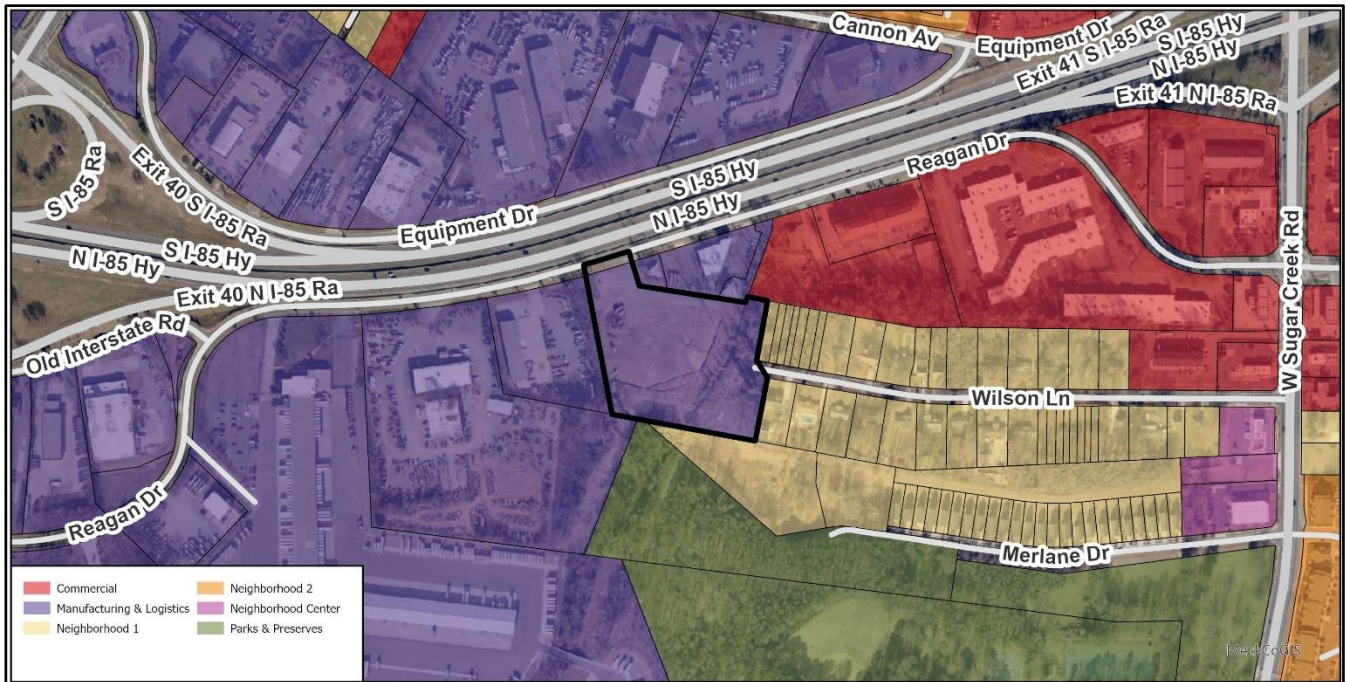 Cannon Av
Equipment Dr
S I-85 Hy
Exit 41 S I-85 Ra
N I-85 Hy
Exit 41 N I-85 Ra
Reagan Dr
S I-85 Ra
Exit 40 S I-85 Ra
S I-85 Hy
N I-85 Hy
Equipment Dr
S I-85 Hy
N I-85 Hy
Exit 40 N I-85 Ra
Old Interstate Rd
W Sugar Creek Rd
Wilson Ln
Reagan Dr
Merlane Dr
Commercial
Manufacturing & Logistics
Neighborhood 1
Neighborhood 2
Neighborhood Center
Parks & Preserves
MeckCoGIS